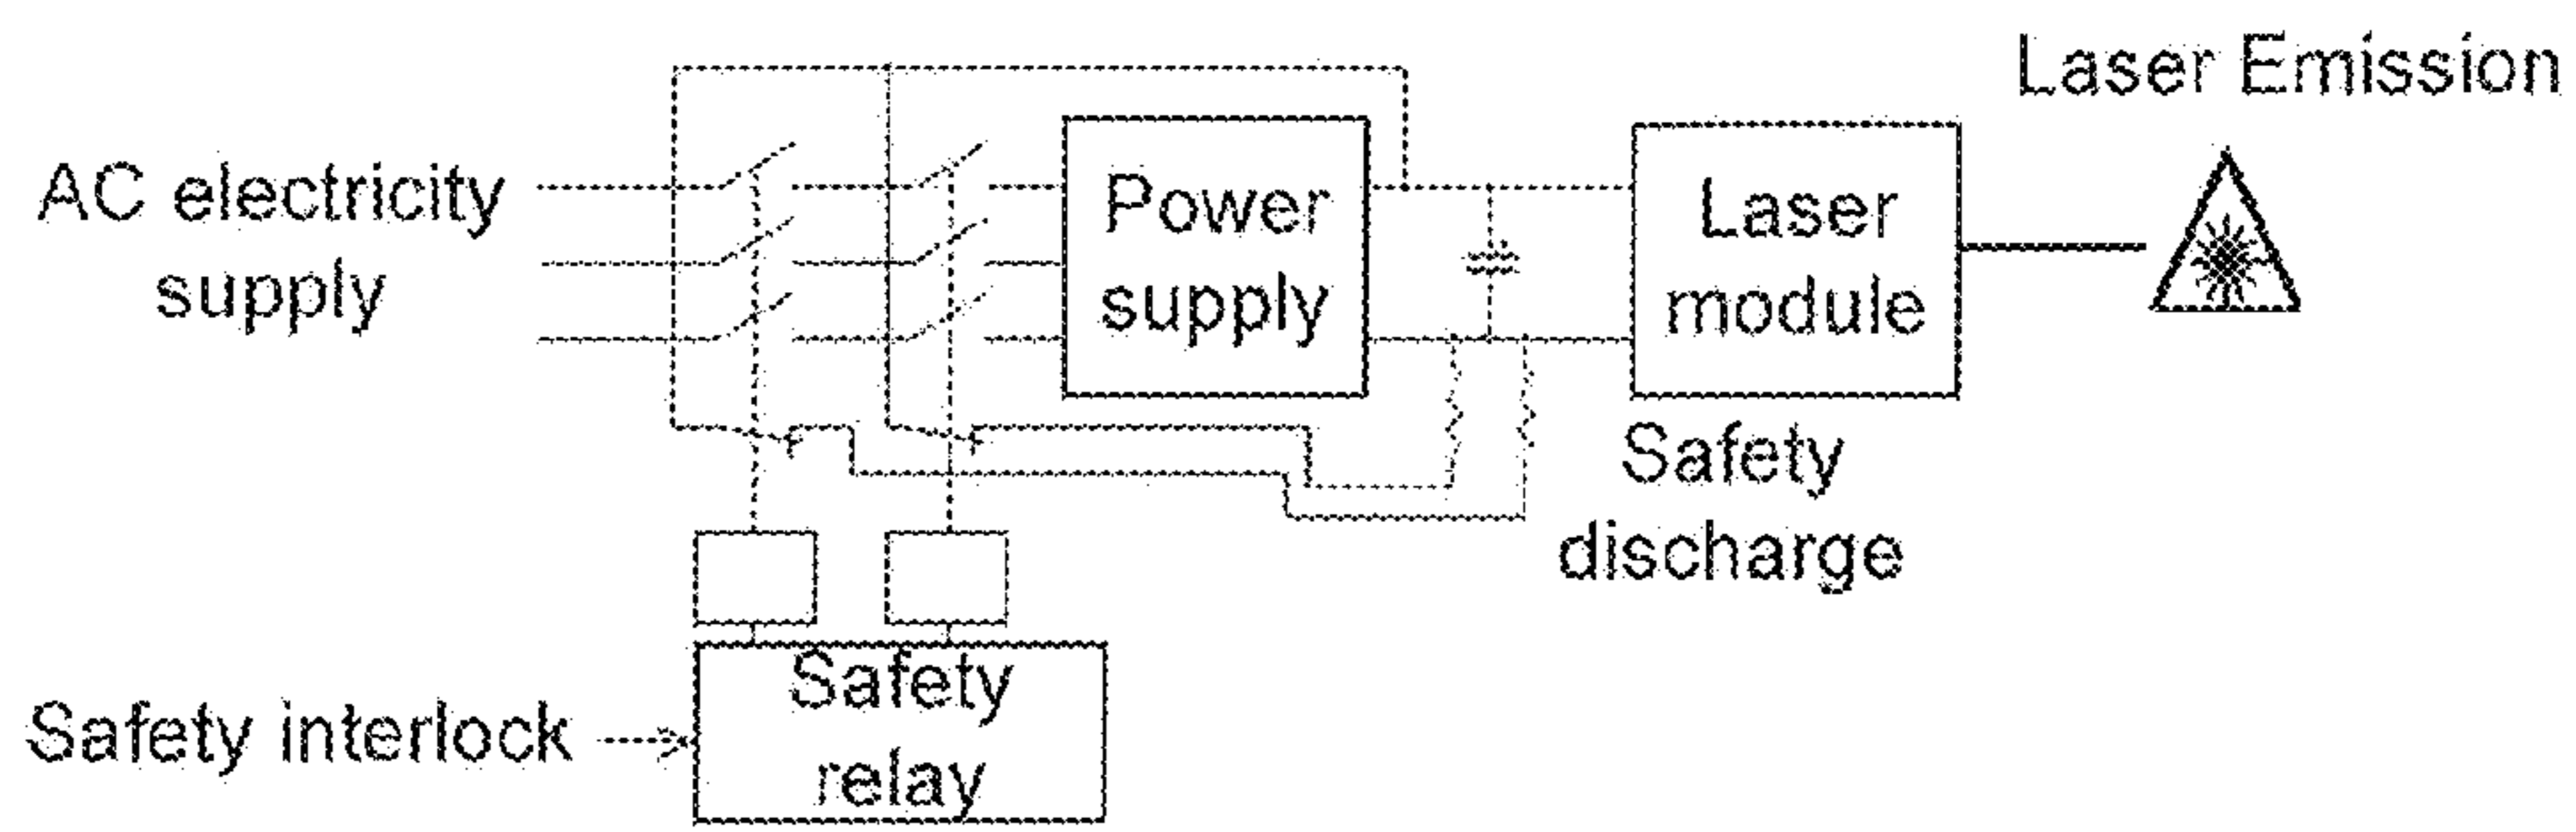 Laser Emission
AC electricity
supply
Power
supply
Laser
module
Safety
discharge
Safety interlock
Safety
relay